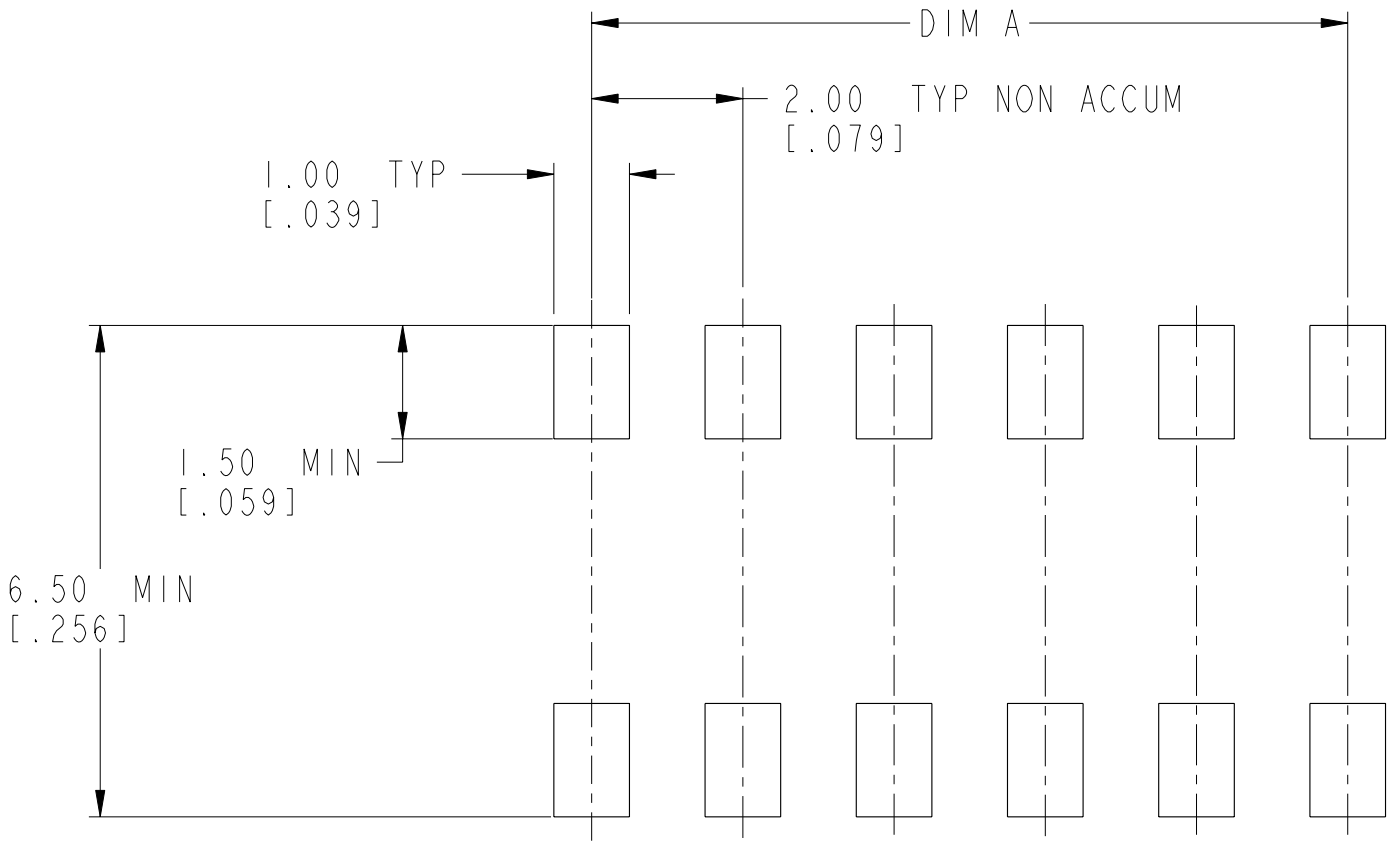 DIM A
2.00 TYP NON ACCUM
[.079]
1.00 TYP
[.039]
1.50 MIN
[.059]
6.50 MIN
[.256]